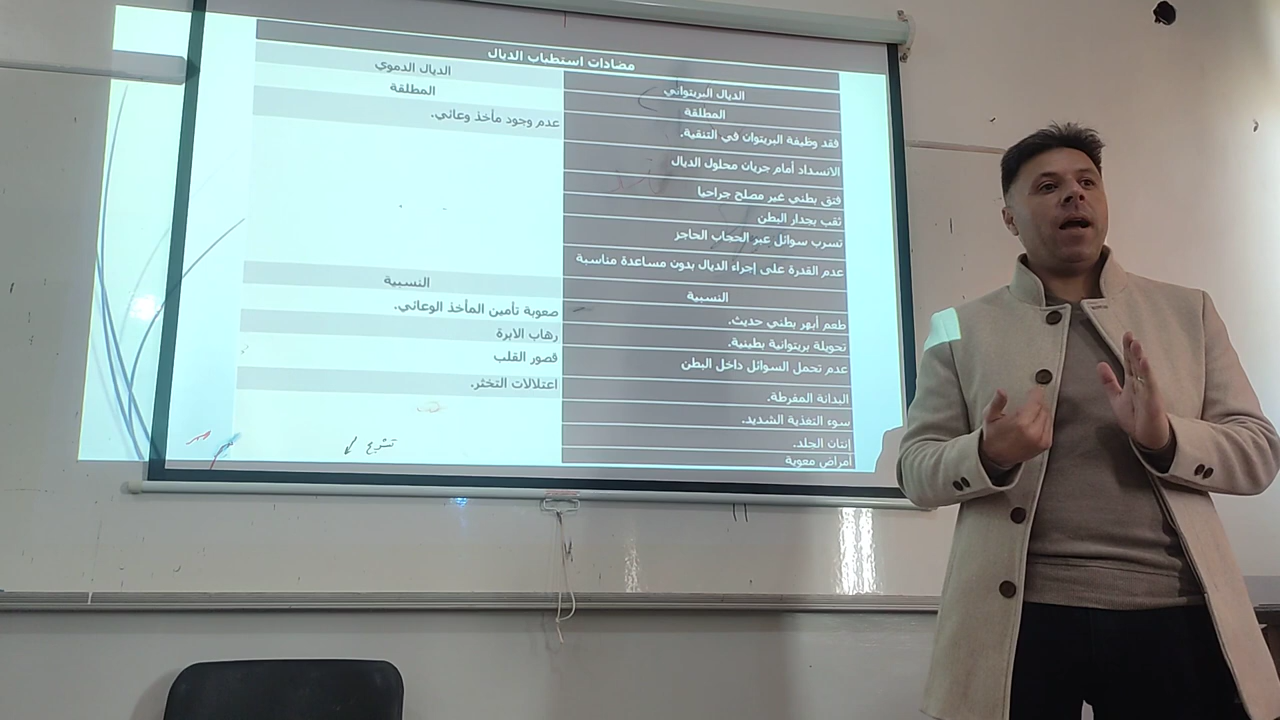 مضادات استطباب الديال
الديال البريتواني
المطلقة
فقد وظيفة البريتوان في التنقية.
الانسداد أمام جريان محلول الديال
فتق بطني غير مصلح جراحيا
ثقب بجدار البطن
تسرب سوائل عبر الحجاب الحاجز
عدم القدرة على إجراء الديال بدون مساعدة مناسبة
النسبية
طعم أبهر بطني حديث.
تحويلة بريتوانية بطينية.
عدم تحمل السوائل داخل البطن
البدانة المفرطة.
سوء التغذية الشديد.
إنتان الجلد.
أمراض معوية
الديال الدموي
المطلقة
عدم وجود مأخذ وعائي.
النسبية
صعوبة تأمين المأخذ الوعائي.
رهاب الابرة
قصور القلب
اعتلالات التخثر.
تشريح